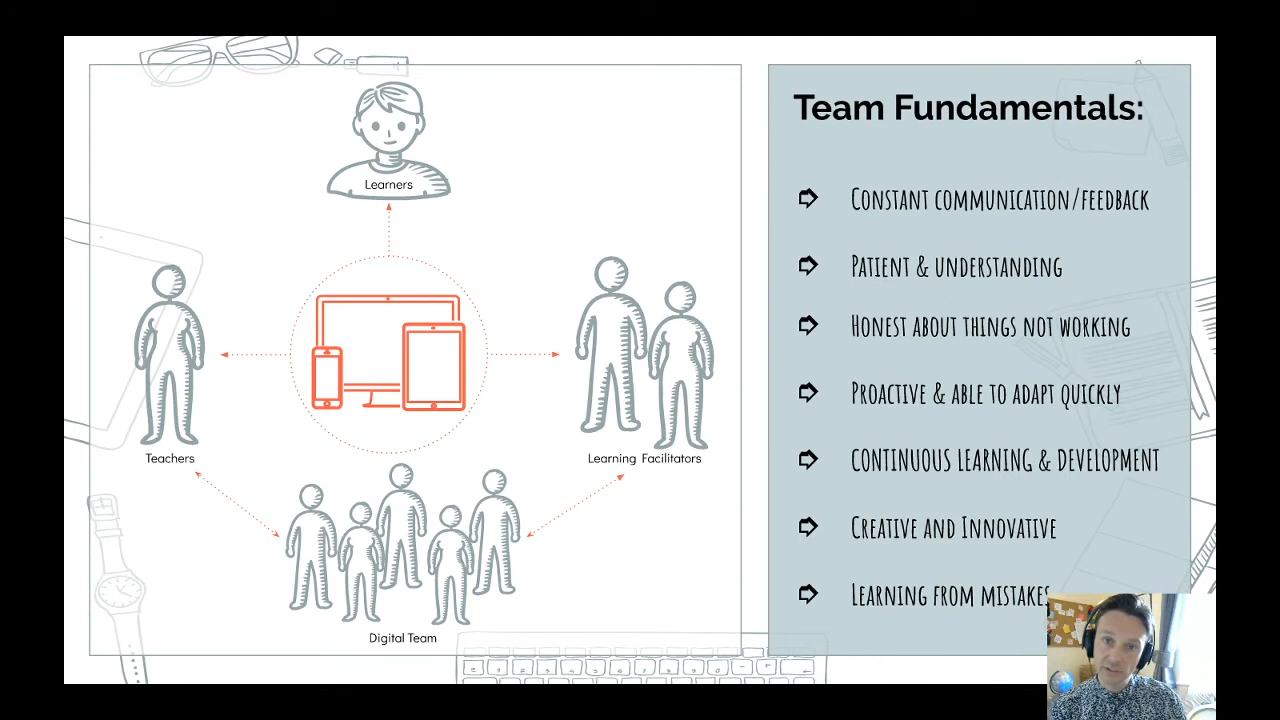 Learners
Teachers
Learning Facilitators
Digital Team
Team Fundamentals:
Constant communication/feedback
Patient & understanding
Honest about things not working
Proactive & able to adapt quickly
CONTINUOUS LEARNING & DEVELOPMENT
Creative and Innovative
Learning from mistakes